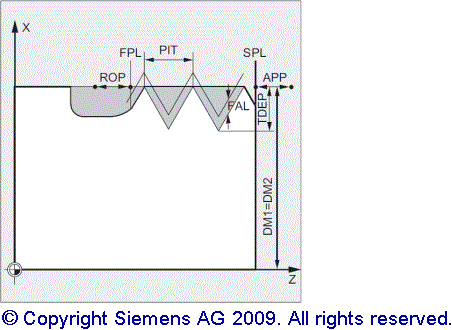 X
FPL
PIT
SPL
ROP
APP
FAL
TDEP
DM1=DM2
Z
© Copyright Siemens AG 2009. All rights reserved.